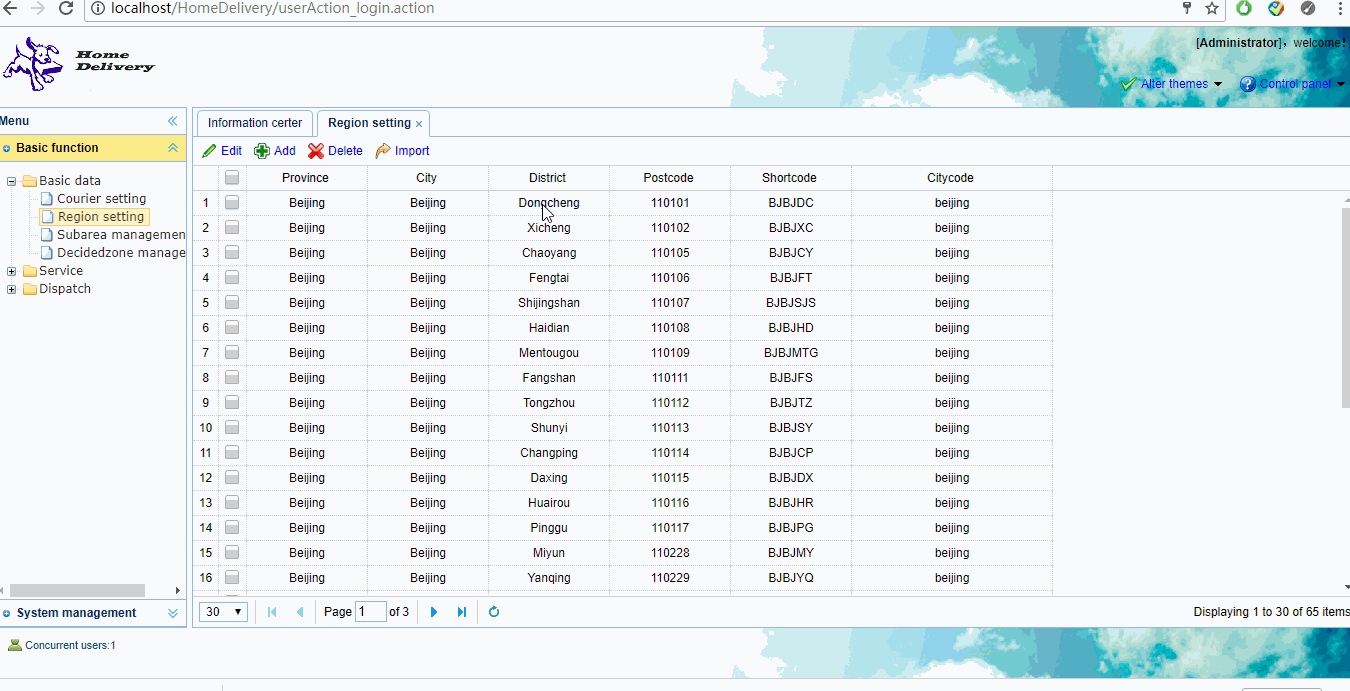 localhost/HomeDelivery/userAction_login.action
Home
Delivery
[Administrator]，welcome!
Alter themes Control panel
Menu
Basic function
Basic data
Courier setting
Region setting
Subarea managemen
Decidedzone manage
Service
Dispatch
System management
Information certer Region setting
Edit Add Delete Import
Province City District Postcode Shortcode Citycode
1 Beijing Beijing Dongcheng 110101 BJBJDC beijing
2 Beijing Beijing Xicheng 110102 BJBJXC beijing
3 Beijing Beijing Chaoyang 110105 BJBJCY beijing
4 Beijing Beijing Fengtai 110106 BJBJFT beijing
5 Beijing Beijing Shijingshan 110107 BJBJSJS beijing
6 Beijing Beijing Haidian 110108 BJBJHD beijing
7 Beijing Beijing Mentougou 110109 BJBJMTG beijing
8 Beijing Beijing Fangshan 110111 BJBJFS beijing
9 Beijing Beijing Tongzhou 110112 BJBJTZ beijing
10 Beijing Beijing Shunyi 110113 BJBJSY beijing
11 Beijing Beijing Changping 110114 BJBJCP beijing
12 Beijing Beijing Daxing 110115 BJBJDX beijing
13 Beijing Beijing Huairou 110116 BJBJHR beijing
14 Beijing Beijing Pinggu 110117 BJBJPG beijing
15 Beijing Beijing Miyun 110228 BJBJMY beijing
16 Beijing Beijing Yanqing 110229 BJBJYQ beijing
30 Page 1 of 3 Displaying 1 to 30 of 65 items
Concurrent users:1